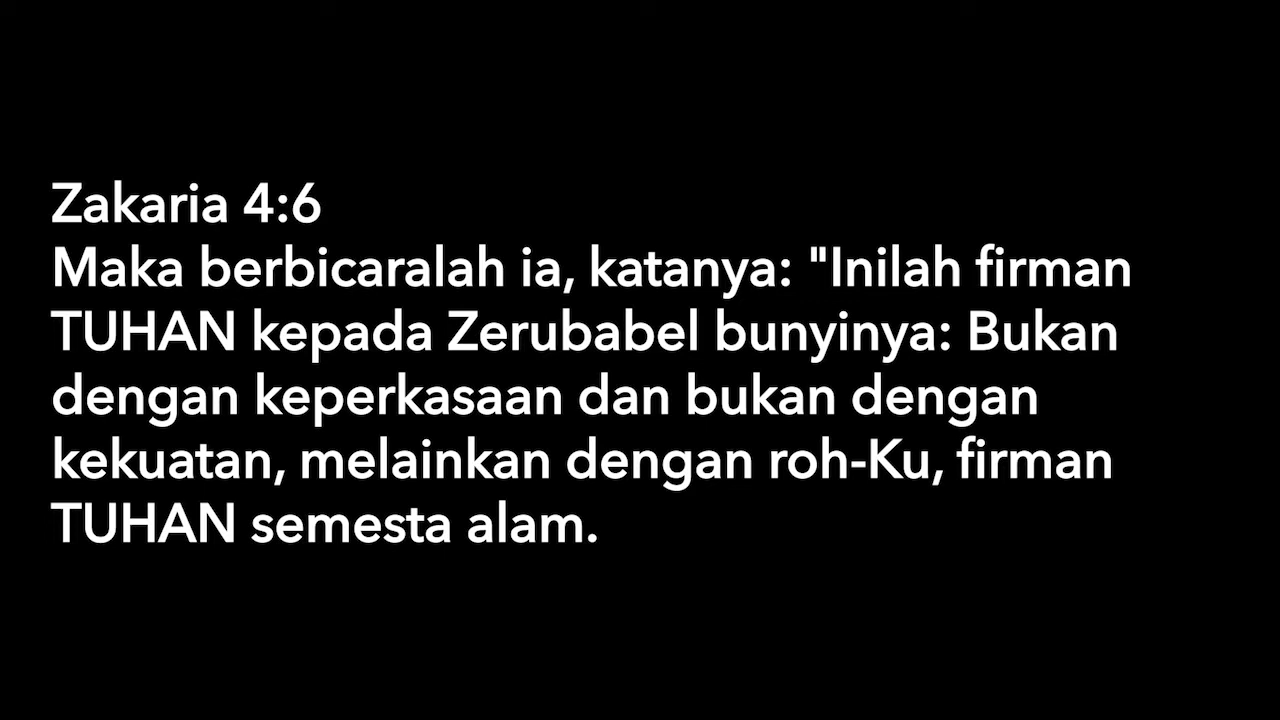 Zakaria 4:6
Maka berbicaralah ia, katanya: "Inilah firman
TUHAN kepada Zerubabel bunyinya: Bukan
dengan keperkasaan dan bukan dengan
kekuatan, melainkan dengan roh-Ku, firman
TUHAN semesta alam.